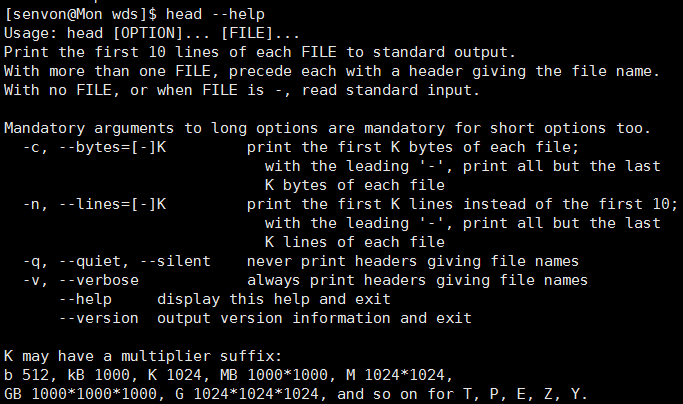 [senvon@Mon wds]$ head --help
Usage: head [OPTION]... [FILE]...
Print the first 10 lines of each FILE to standard output.
With more than one FILE, precede each with a header giving the file name.
With no FILE, or when FILE is -, read standard input.

Mandatory arguments to long options are mandatory for short options too.
  -c, --bytes=[-]K         print the first K bytes of each file;
                             with the leading '-', print all but the last
                             K bytes of each file
  -n, --lines=[-]K         print the first K lines instead of the first 10;
                             with the leading '-', print all but the last
                             K lines of each file
  -q, --quiet, --silent    never print headers giving file names
  -v, --verbose            always print headers giving file names
      --help     display this help and exit
      --version  output version information and exit

K may have a multiplier suffix:
b 512, kB 1000, K 1024, MB 1000*1000, M 1024*1024,
GB 1000*1000*1000, G 1024*1024*1024, and so on for T, P, E, Z, Y.